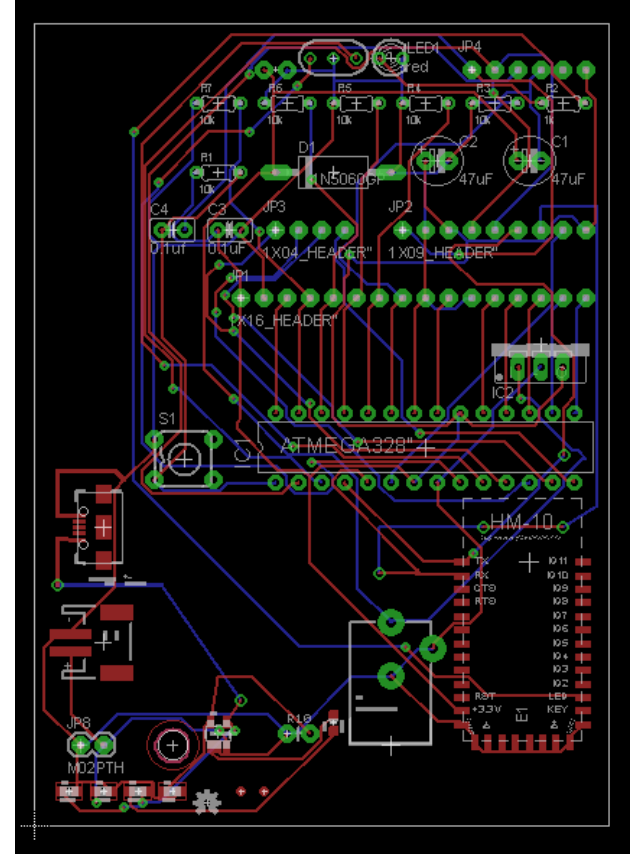 LED1 JP4
red
R7 R6 R5 R4 R3 R2
10k 10k 10k 10k 10k 1k
D1 C2 C1
R1 1N5060GP 47uF 47uF
10k
C4 C3 JP3 JP2
0.1uf 0.1uF 1X04_HEADER" 1X09_HEADER"
JP1
1X16_HEADER"
IC2
S1
IC1 ATMEGA328"
HM-10
TX IO11
RX IO10
CTS IO9
RTS IO8
IO7
IO6
IO5
IO4
IO3
IO2
RST LED
+3.3V KEY
E1
JP8 R10
M02PTH